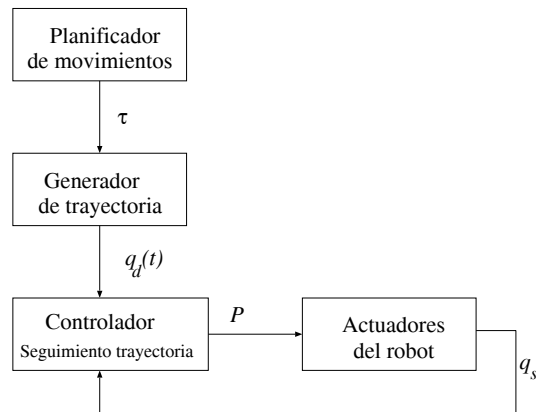 Planificador
de movimientos
τ
Generador
de trayectoria
q_d(t)
Controlador
Seguimiento trayectoria
P
Actuadores
del robot
q_s